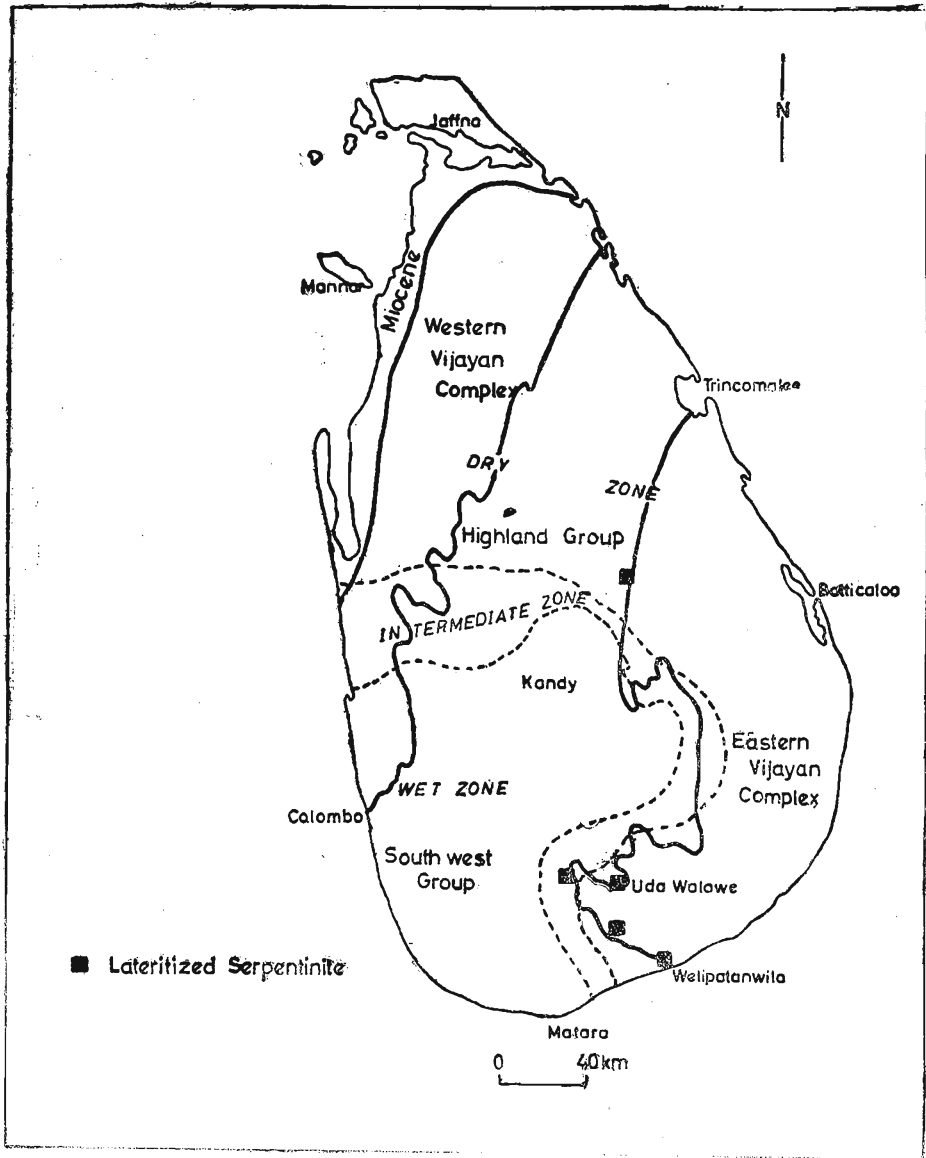 N
Jaffna
Mannar
Miocene
Western
Vijayan
Complex
Trincomalee
DRY
ZONE
Highland Group
Batticaloa
INTERMEDIATE ZONE
Kandy
Eastern
Vijayan
Complex
WET ZONE
Calombo
South west
Group
Uda Walawe
Lateritized Serpentinite
Welipatanwila
Matara
0 40km